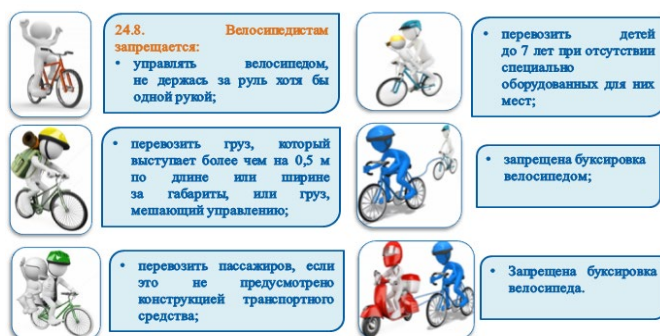 24.8. Велосипедистам
запрещается:
• управлять велосипедом,
не держась за руль хотя бы
одной рукой;
• перевозить груз, который
выступает более чем на 0,5 м
по длине или ширине
за габариты, или груз,
мешающий управлению;
• перевозить пассажиров, если
это не предусмотрено
конструкцией транспортного
средства;
• перевозить детей
до 7 лет при отсутствии
специально
оборудованных для них
мест;
• запрещена буксировка
велосипедом;
• Запрещена буксировка
велосипеда.